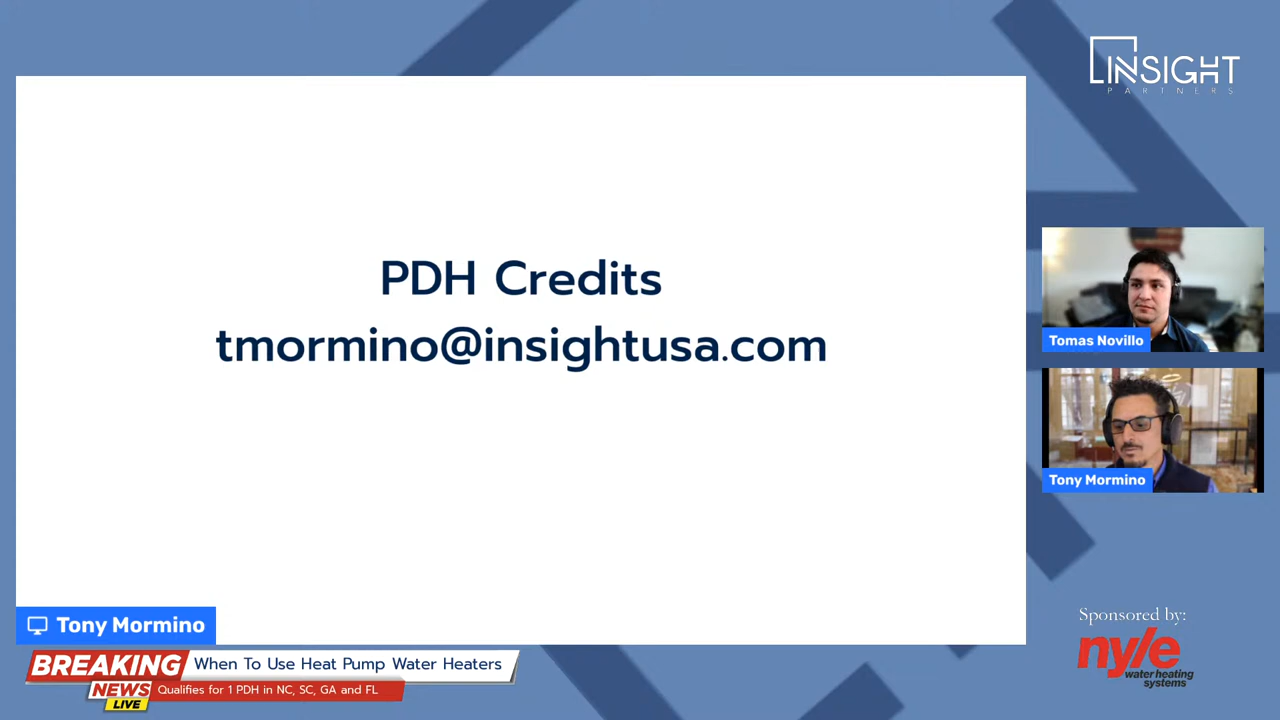 INSIGHT
PARTNERS
PDH Credits
tmormino@insightusa.com
Tomas Novillo
Tony Mormino
Tony Mormino
Sponsored by:
nyle
water heating
systems
BREAKING
NEWS
LIVE
When To Use Heat Pump Water Heaters
Qualifies for 1 PDH in NC, SC, GA and FL